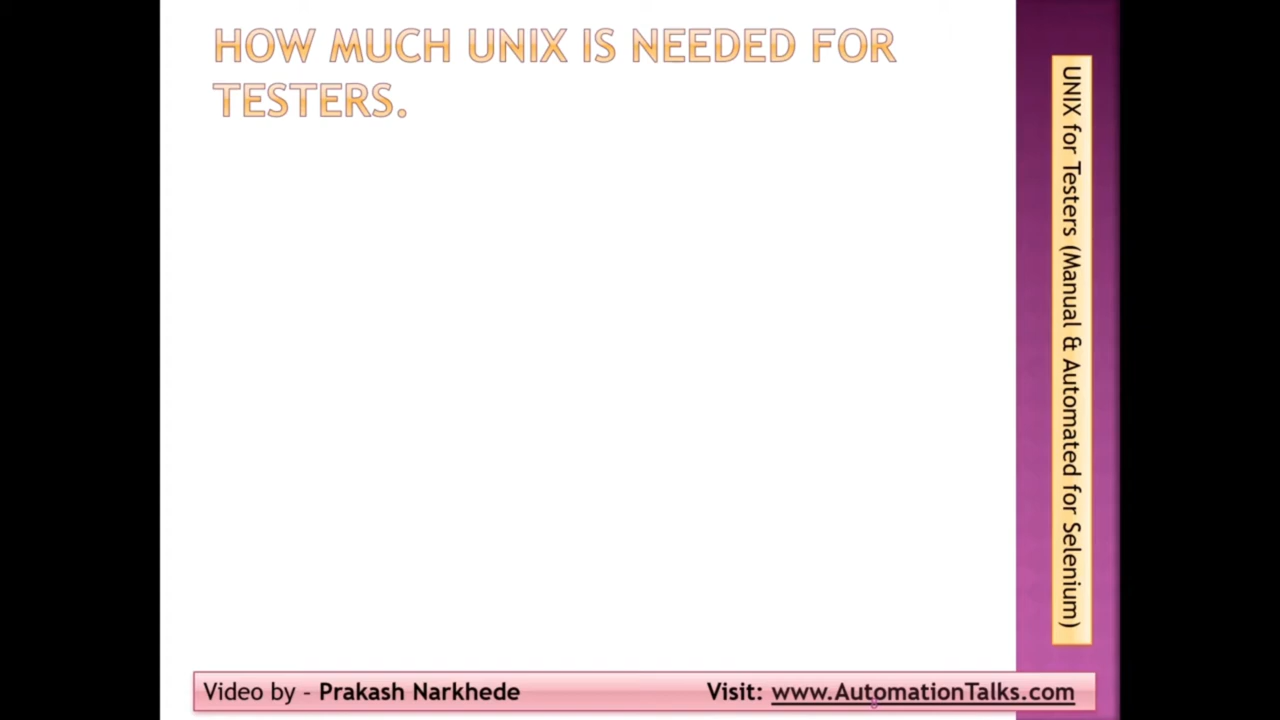 HOW MUCH UNIX IS NEEDED FOR
TESTERS.
UNIX for Testers (Manual & Automated for Selenium)
Video by - Prakash Narkhede
Visit: www.AutomationTalks.com